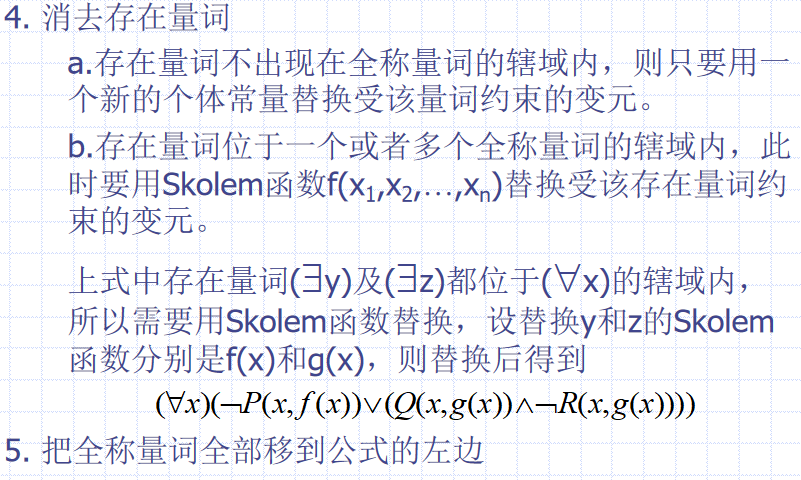 4. 消去存在量词
a.存在量词不出现在全称量词的辖域内，则只要用一
个新的个体常量替换受该量词约束的变元。
b.存在量词位于一个或者多个全称量词的辖域内，此
时要用Skolem函数f(x₁,x₂,…,xₙ)替换受该存在量词约
束的变元。
上式中存在量词(∃y)及(∃z)都位于(∀x)的辖域内，
所以需要用Skolem函数替换，设替换y和z的Skolem
函数分别是f(x)和g(x)，则替换后得到
(∀x)(¬P(x,f(x))∨(Q(x,g(x))∧¬R(x,g(x))))
5. 把全称量词全部移到公式的左边